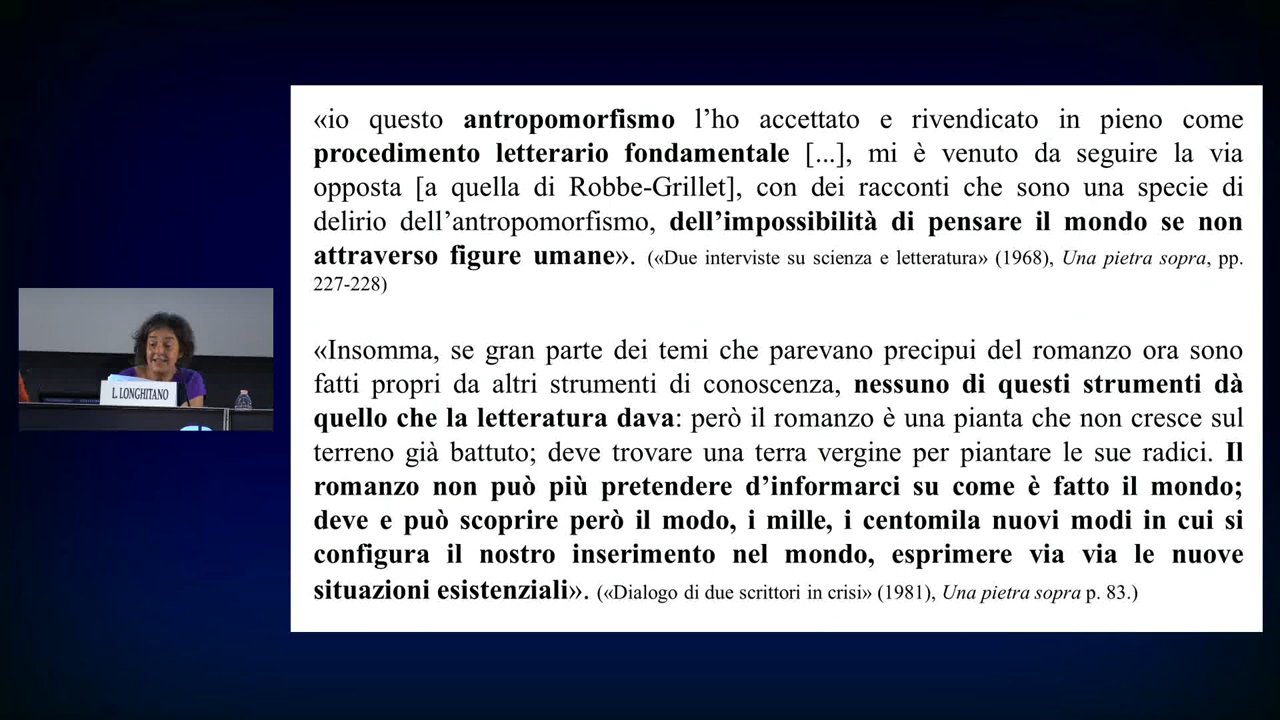 «io questo antropomorfismo l’ho accettato e rivendicato in pieno come
procedimento letterario fondamentale [...], mi è venuto da seguire la via
opposta [a quella di Robbe-Grillet], con dei racconti che sono una specie di
delirio dell’antropomorfismo, dell’impossibilità di pensare il mondo se non
attraverso figure umane». («Due interviste su scienza e letteratura» (1968), Una pietra sopra, pp.
227-228)
«Insomma, se gran parte dei temi che parevano precipui del romanzo ora sono
fatti propri da altri strumenti di conoscenza, nessuno di questi strumenti dà
quello che la letteratura dava: però il romanzo è una pianta che non cresce sul
terreno già battuto; deve trovare una terra vergine per piantare le sue radici. Il
romanzo non può più pretendere d’informarci su come è fatto il mondo;
deve e può scoprire però il modo, i mille, i centomila nuovi modi in cui si
configura il nostro inserimento nel mondo, esprimere via via le nuove
situazioni esistenziali». («Dialogo di due scrittori in crisi» (1981), Una pietra sopra p. 83.)
L. LONGHITANO